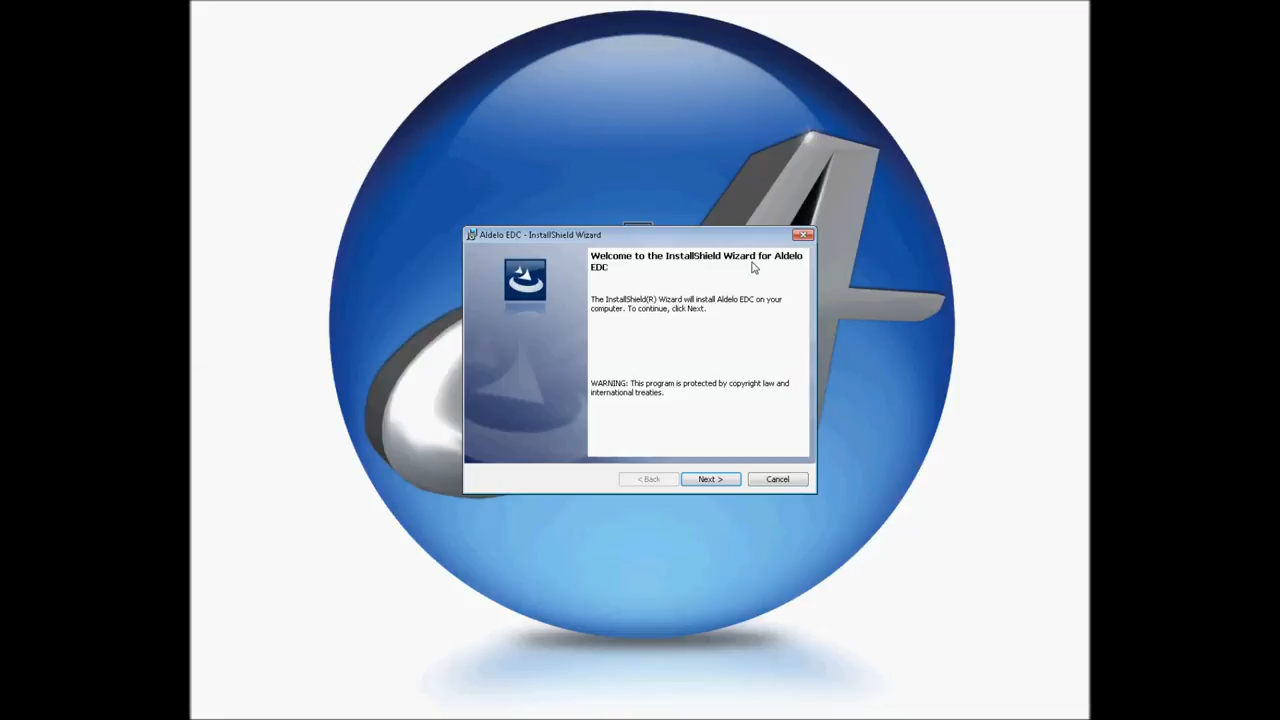 Aldelo EDC - InstallShield Wizard
Welcome to the InstallShield Wizard for Aldelo
EDC
The InstallShield(R) Wizard will install Aldelo EDC on your
computer. To continue, click Next.
WARNING: This program is protected by copyright law and
international treaties.
< Back
Next >
Cancel